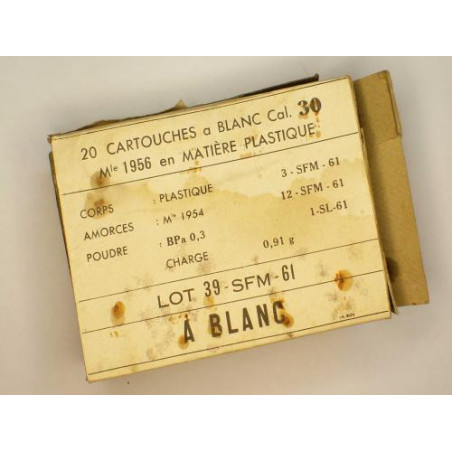 20 CARTOUCHES a BLANC Cal. 30
Mle 1956 en MATIÈRE PLASTIQUE
CORPS : PLASTIQUE 3 - SFM - 61
AMORCES : Mle 1954 12 - SFM - 61
POUDRE : BPa 0,3 1-SL-61
CHARGE 0,91 g
LOT 39 - SFM - 61
À BLANC